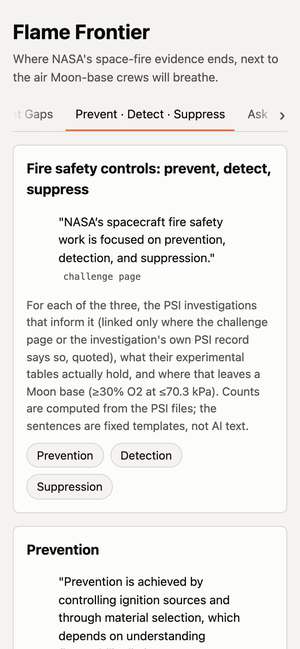 Flame Frontier
Where NASA's space-fire evidence ends, next to
the air Moon-base crews will breathe.
t Gaps
Prevent · Detect · Suppress
Ask
Fire safety controls: prevent, detect,
suppress
"NASA's spacecraft fire safety
work is focused on prevention,
detection, and suppression."
challenge page
For each of the three, the PSI investigations
that inform it (linked only where the challenge
page or the investigation's own PSI record
says so, quoted), what their experimental
tables actually hold, and where that leaves a
Moon base (≥30% O2 at ≤70.3 kPa). Counts
are computed from the PSI files; the
sentences are fixed templates, not AI text.
Prevention
Detection
Suppression
Prevention
"Prevention is achieved by
controlling ignition sources and
through material selection, which
depends on understanding